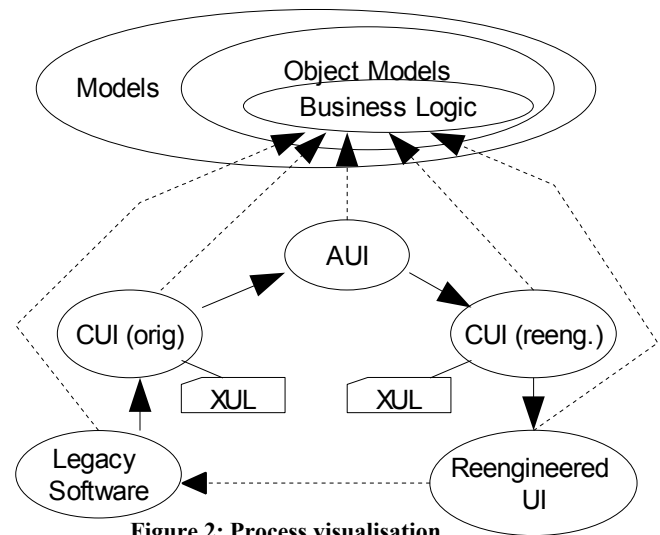 Models
Object Models
Business Logic
AUI
CUI (orig)
CUI (reeng.)
XUL
XUL
Legacy
Software
Reengineered
UI
Figure 2: Process visualisation